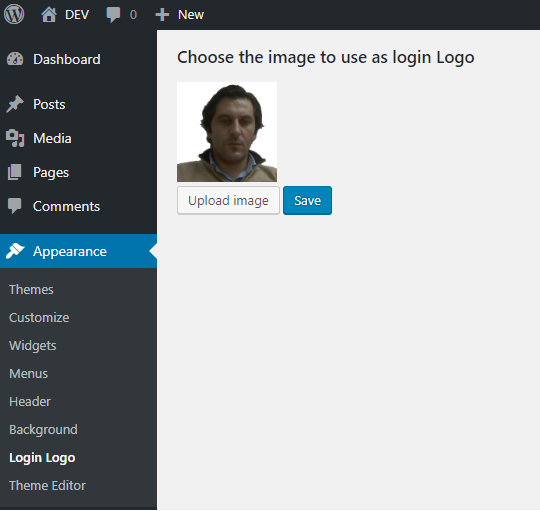 DEV 0 New
Dashboard
Posts
Media
Pages
Comments
Appearance
Themes
Customize
Widgets
Menus
Header
Background
Login Logo
Theme Editor
Choose the image to use as login Logo
Upload image Save